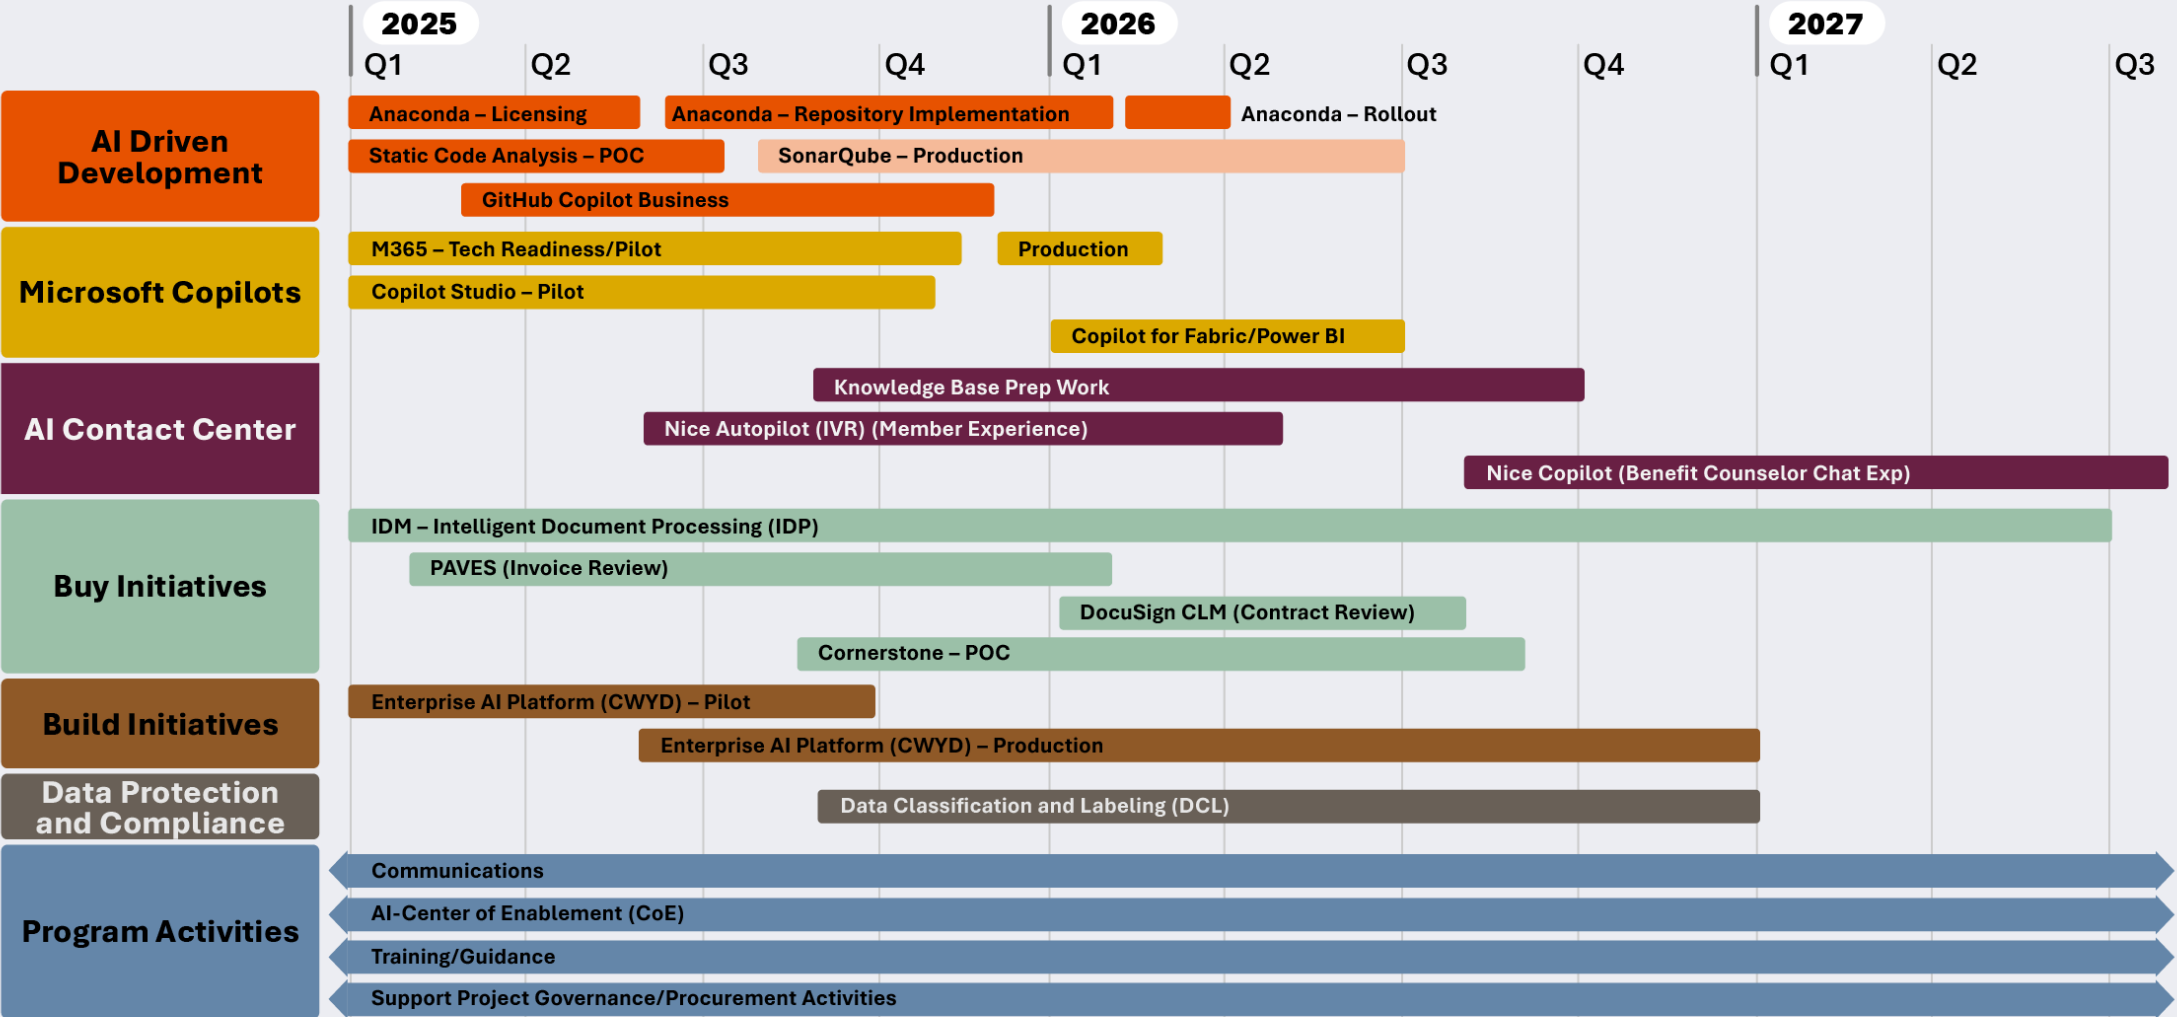 2025
2026
2027
Q1
Q2
Q3
Q4
Q1
Q2
Q3
Q4
Q1
Q2
Q3
AI Driven
Development
Anaconda – Licensing
Anaconda – Repository Implementation
Anaconda – Rollout
Static Code Analysis – POC
SonarQube – Production
GitHub Copilot Business
Microsoft Copilots
M365 – Tech Readiness/Pilot
Production
Copilot Studio – Pilot
Copilot for Fabric/Power BI
AI Contact Center
Knowledge Base Prep Work
Nice Autopilot (IVR) (Member Experience)
Nice Copilot (Benefit Counselor Chat Exp)
Buy Initiatives
IDM – Intelligent Document Processing (IDP)
PAVES (Invoice Review)
DocuSign CLM (Contract Review)
Cornerstone – POC
Build Initiatives
Enterprise AI Platform (CWYD) – Pilot
Enterprise AI Platform (CWYD) – Production
Data Protection
and Compliance
Data Classification and Labeling (DCL)
Program Activities
Communications
AI-Center of Enablement (CoE)
Training/Guidance
Support Project Governance/Procurement Activities